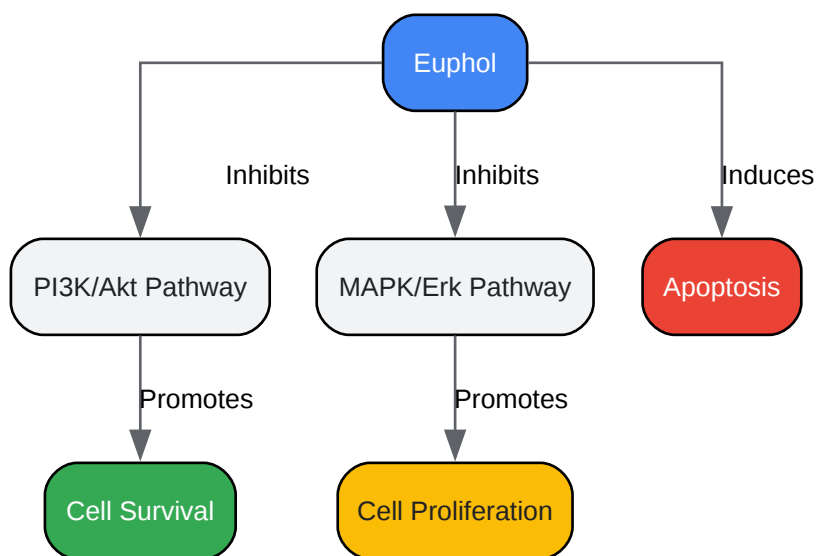 Euphol
Inhibits
Inhibits
Induces
PI3K/Akt Pathway
MAPK/Erk Pathway
Apoptosis
Promotes
Promotes
Cell Survival
Cell Proliferation